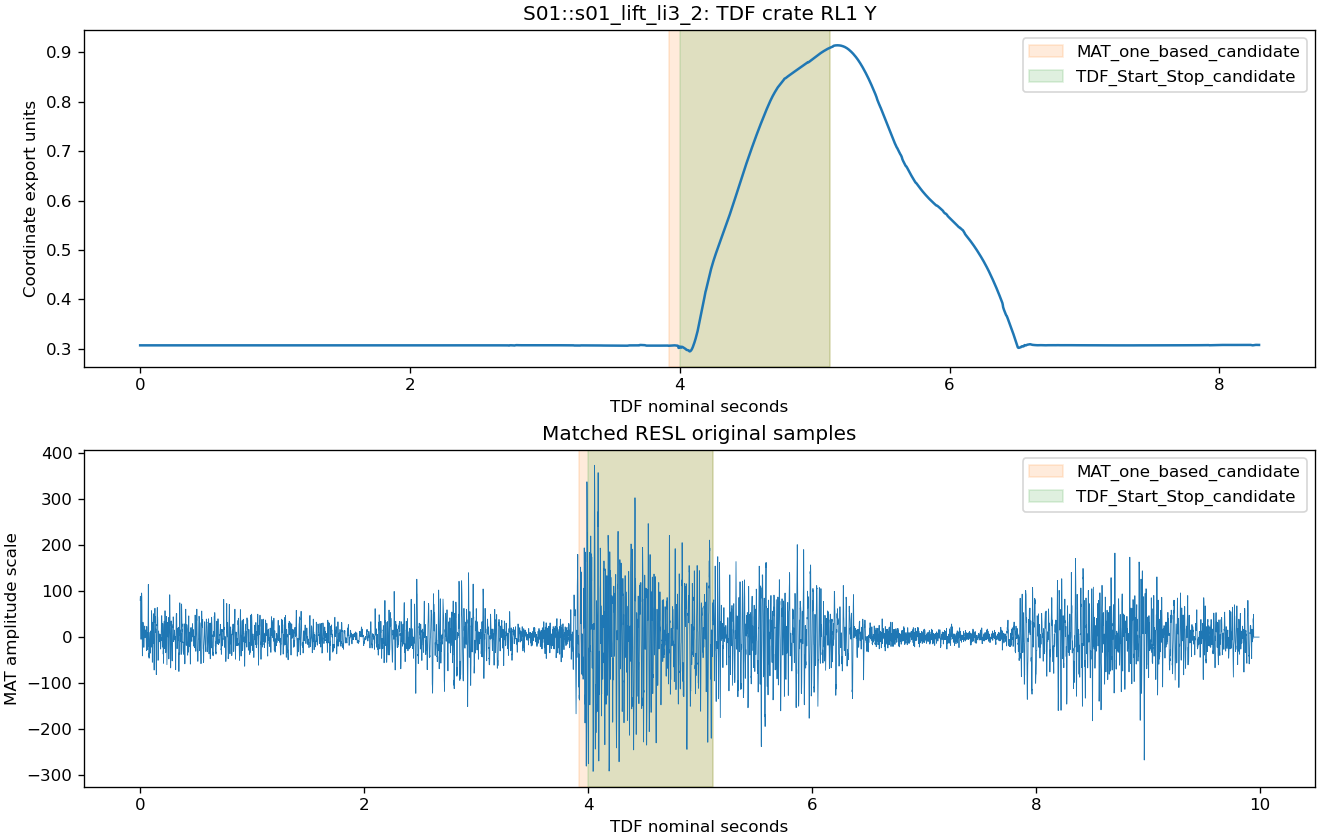 S01::s01_lift_li3_2: TDF crate RL1 Y
Coordinate export units
0.9
0.8
0.7
0.6
0.5
0.4
0.3
MAT_one_based_candidate
TDF_Start_Stop_candidate
0 2 4 6 8
TDF nominal seconds
Matched RESL original samples
MAT amplitude scale
400
300
200
100
0
−100
−200
−300
MAT_one_based_candidate
TDF_Start_Stop_candidate
0 2 4 6 8 10
TDF nominal seconds